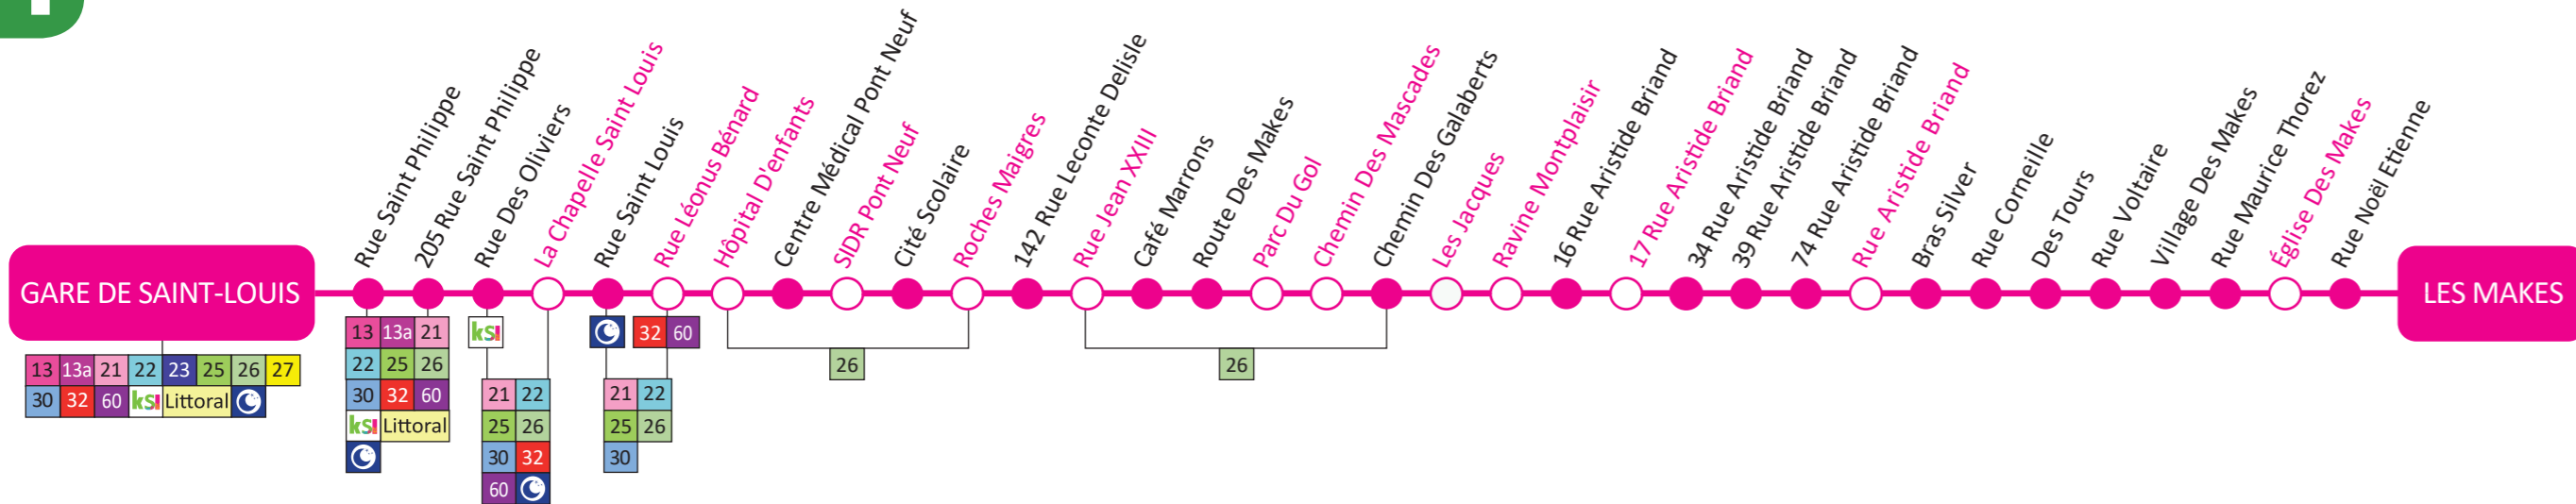 GARE DE SAINT-LOUIS
Rue Saint Philippe
205 Rue Saint Philippe
Rue Des Oliviers
La Chapelle Saint Louis
Rue Saint Louis
Rue Léonus Bénard
Hôpital D'enfants
Centre Médical Pont Neuf
SIDR Pont Neuf
Cité Scolaire
Roches Maigres
142 Rue Leconte Delisle
Rue Jean XXIII
Café Marrons
Route Des Makes
Parc Du Gol
Chemin Des Mascades
Chemin Des Galaberts
Les Jacques
Ravine Montplaisir
16 Rue Aristide Briand
17 Rue Aristide Briand
34 Rue Aristide Briand
39 Rue Aristide Briand
74 Rue Aristide Briand
Rue Aristide Briand
Bras Silver
Rue Corneille
Des Tours
Rue Voltaire
Village Des Makes
Rue Maurice Thorez
Église Des Makes
Rue Noël Etienne
LES MAKES
13 13a 21 22 23 25 26 27
30 32 60 ksi Littoral
13 13a 21
22 25 26
30 32 60
ksi Littoral
ksi
21 22
25 26
30 32
60
32 60
21 22
25 26
30
26
26